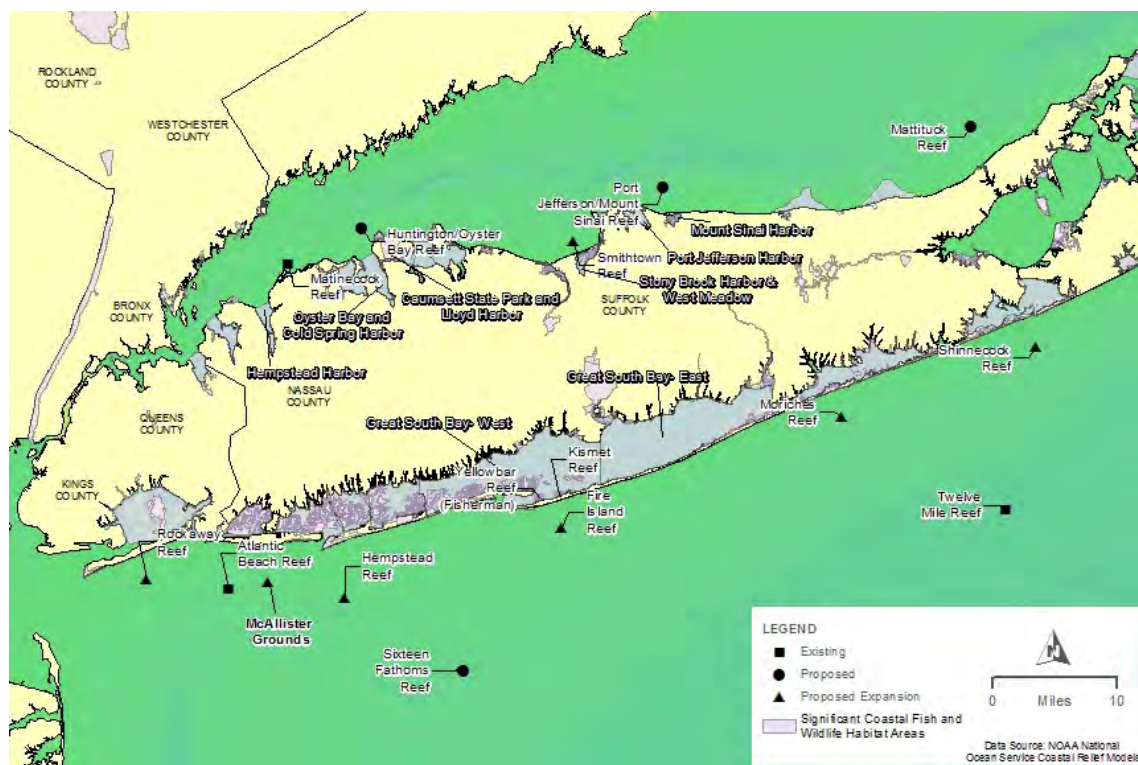 ROCKLAND
COUNTY
WESTCHESTER
COUNTY
Mattituck
Reef
Port
Jefferson/Mount
Sinai Reef
Mount Sinai Harbor
Huntington/Oyster
Bay Reef
Port Jefferson Harbor
Smithtown
Reef
Matinecock
Reef
Stony Brook Harbor &
West Meadow
Caumsett State Park and
Lloyd Harbor
SUFFOLK
COUNTY
BRONX
COUNTY
Oyster Bay and
Cold Spring Harbor
Shinnecock
Reef
Hempstead Harbor
Great South Bay- East
NASSAU
COUNTY
Moriches
Reef
QUEENS
COUNTY
Great South Bay- West
Kismet
Reef
Yellowbar
Reef
(Fisherman)
KINGS
COUNTY
Fire
Island
Reef
Twelve
Mile Reef
Rockaway
Reef
Atlantic
Beach Reef
Hempstead
Reef
McAllister
Grounds
Sixteen
Fathoms
Reef
LEGEND
Existing
Proposed
Proposed Expansion
Significant Coastal Fish and
Wildlife Habitat Areas
N
0 Miles 10
Data Source: NOAA National
Ocean Service Coastal Relief Models